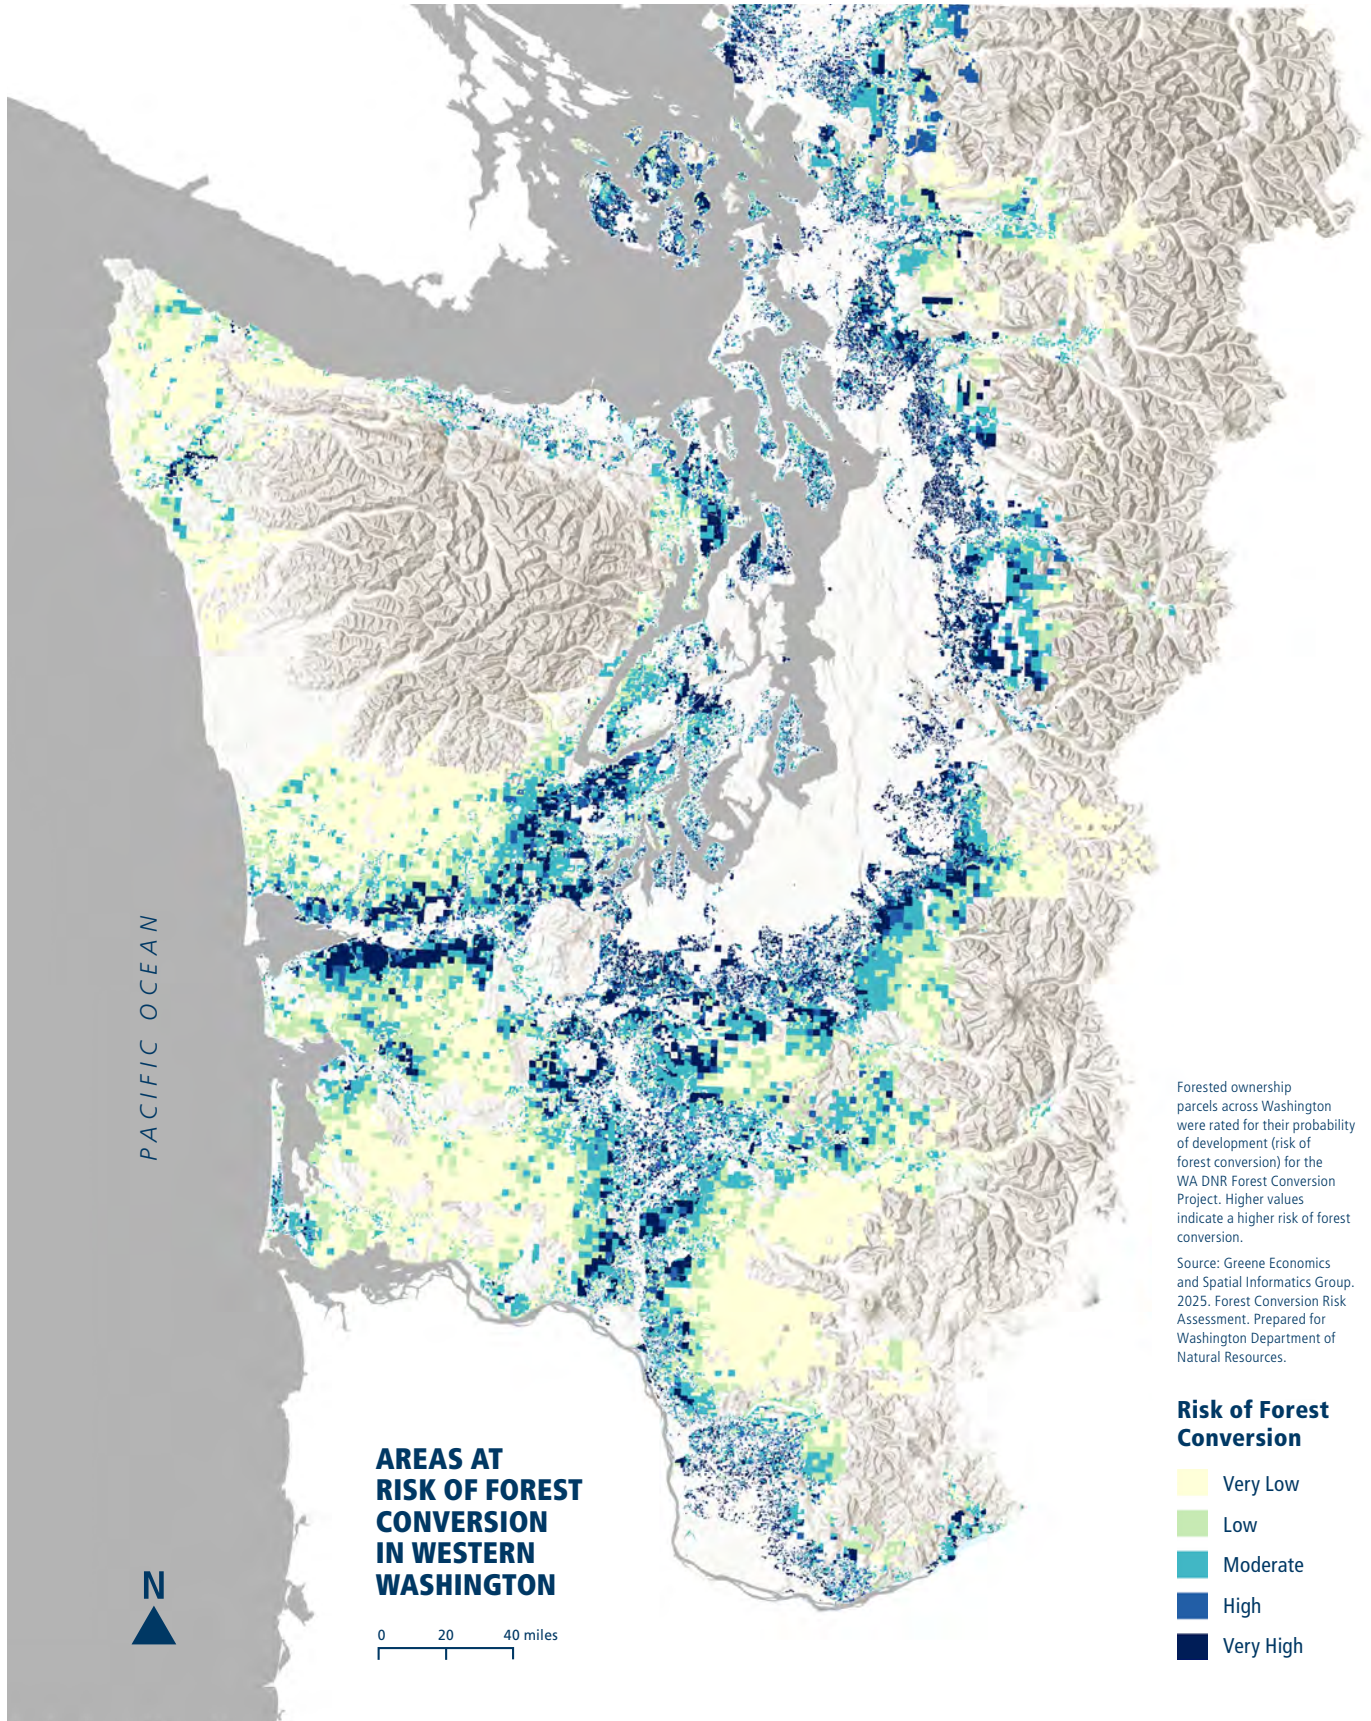 PACIFIC OCEAN
Forested ownership
parcels across Washington
were rated for their probability
of development (risk of
forest conversion) for the
WA DNR Forest Conversion
Project. Higher values
indicate a higher risk of forest
conversion.
Source: Greene Economics
and Spatial Informatics Group.
2025. Forest Conversion Risk
Assessment. Prepared for
Washington Department of
Natural Resources.
Risk of Forest
Conversion
Very Low
Low
Moderate
High
Very High
AREAS AT
RISK OF FOREST
CONVERSION
IN WESTERN
WASHINGTON
N
0 20 40 miles